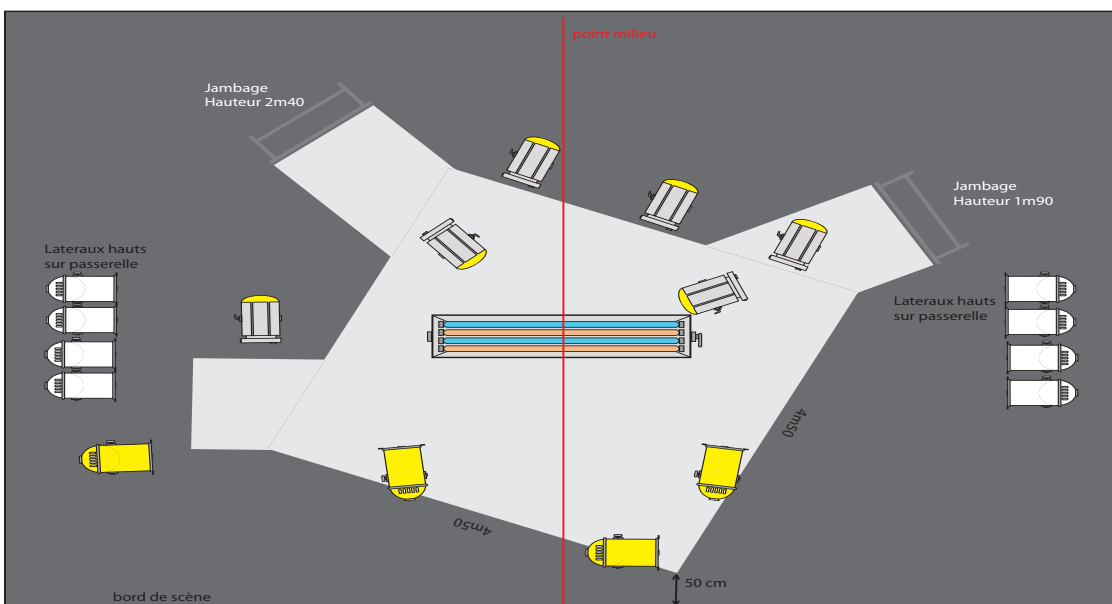 point milieu
Jambage
Hauteur 2m40
Jambage
Hauteur 1m90
Lateraux hauts
sur passerelle
Lateraux hauts
sur passerelle
4m50
4m50
50 cm
bord de scène